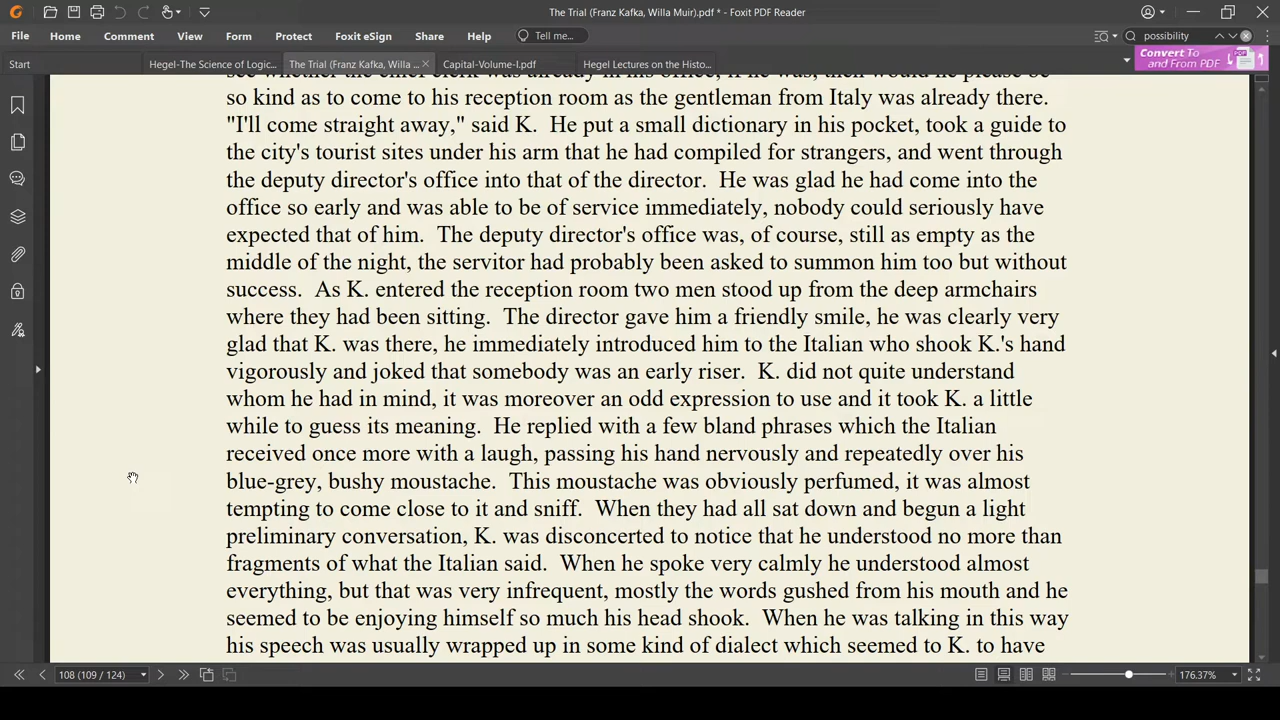 The Trial (Franz Kafka, Willa Muir).pdf * - Foxit PDF Reader
File Home Comment View Form Protect Foxit eSign Share Help Tell me... possibility
Start Hegel-The Science of Logic... The Trial (Franz Kafka, Willa ... Capital-Volume-I.pdf Hegel Lectures on the Histo... Convert To
and From PDF
see whether the chief clerk was already in his office, if he was, then would he please be
so kind as to come to his reception room as the gentleman from Italy was already there.
"I'll come straight away," said K. He put a small dictionary in his pocket, took a guide to
the city's tourist sites under his arm that he had compiled for strangers, and went through
the deputy director's office into that of the director. He was glad he had come into the
office so early and was able to be of service immediately, nobody could seriously have
expected that of him. The deputy director's office was, of course, still as empty as the
middle of the night, the servitor had probably been asked to summon him too but without
success. As K. entered the reception room two men stood up from the deep armchairs
where they had been sitting. The director gave him a friendly smile, he was clearly very
glad that K. was there, he immediately introduced him to the Italian who shook K.'s hand
vigorously and joked that somebody was an early riser. K. did not quite understand
whom he had in mind, it was moreover an odd expression to use and it took K. a little
while to guess its meaning. He replied with a few bland phrases which the Italian
received once more with a laugh, passing his hand nervously and repeatedly over his
blue-grey, bushy moustache. This moustache was obviously perfumed, it was almost
tempting to come close to it and sniff. When they had all sat down and begun a light
preliminary conversation, K. was disconcerted to notice that he understood no more than
fragments of what the Italian said. When he spoke very calmly he understood almost
everything, but that was very infrequent, mostly the words gushed from his mouth and he
seemed to be enjoying himself so much his head shook. When he was talking in this way
his speech was usually wrapped up in some kind of dialect which seemed to K. to have
108 (109 / 124) 176.37%